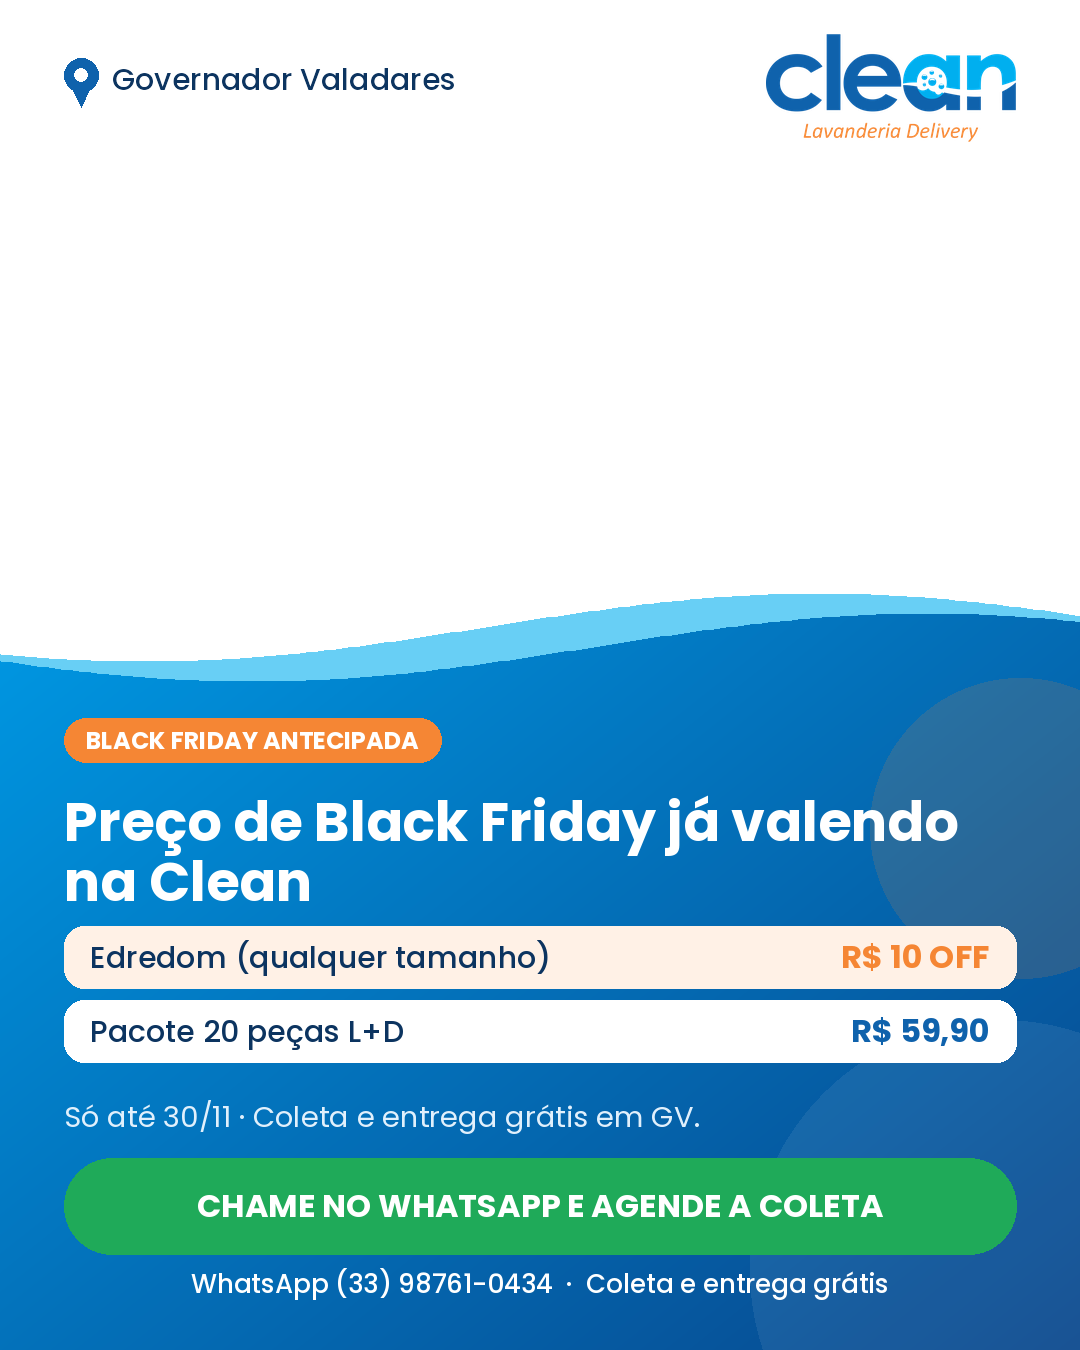 Governador Valadares
clean
Lavanderia Delivery
BLACK FRIDAY ANTECIPADA
Preço de Black Friday já valendo
na Clean
Edredom (qualquer tamanho) R$ 10 OFF
Pacote 20 peças L+D R$ 59,90
Só até 30/11 · Coleta e entrega grátis em GV.
CHAME NO WHATSAPP E AGENDE A COLETA
WhatsApp (33) 98761-0434 · Coleta e entrega grátis